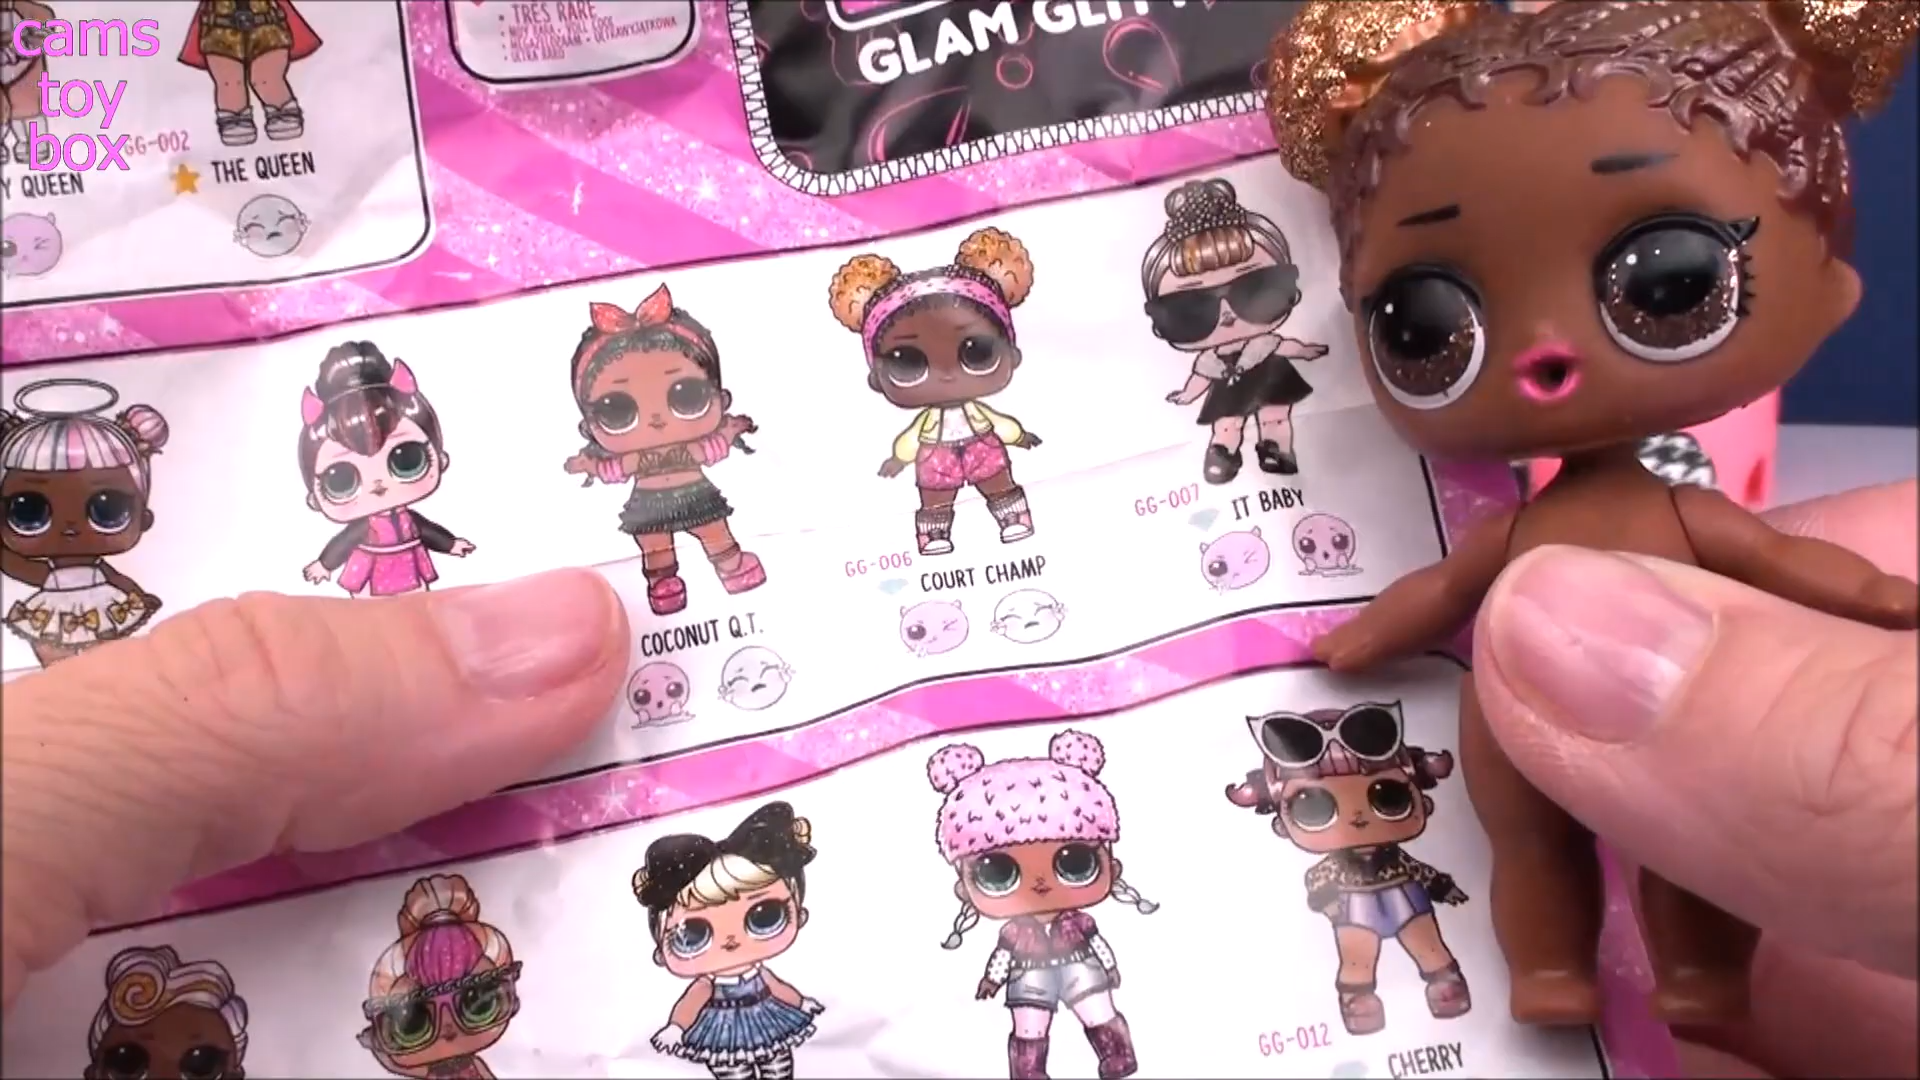 cams
toy
box
GG-002
Y QUEEN
THE QUEEN
• TRES RARE
GLAM GLIT
COCONUT Q.T.
GG-006
COURT CHAMP
GG-007
IT BABY
GG-012
CHERRY